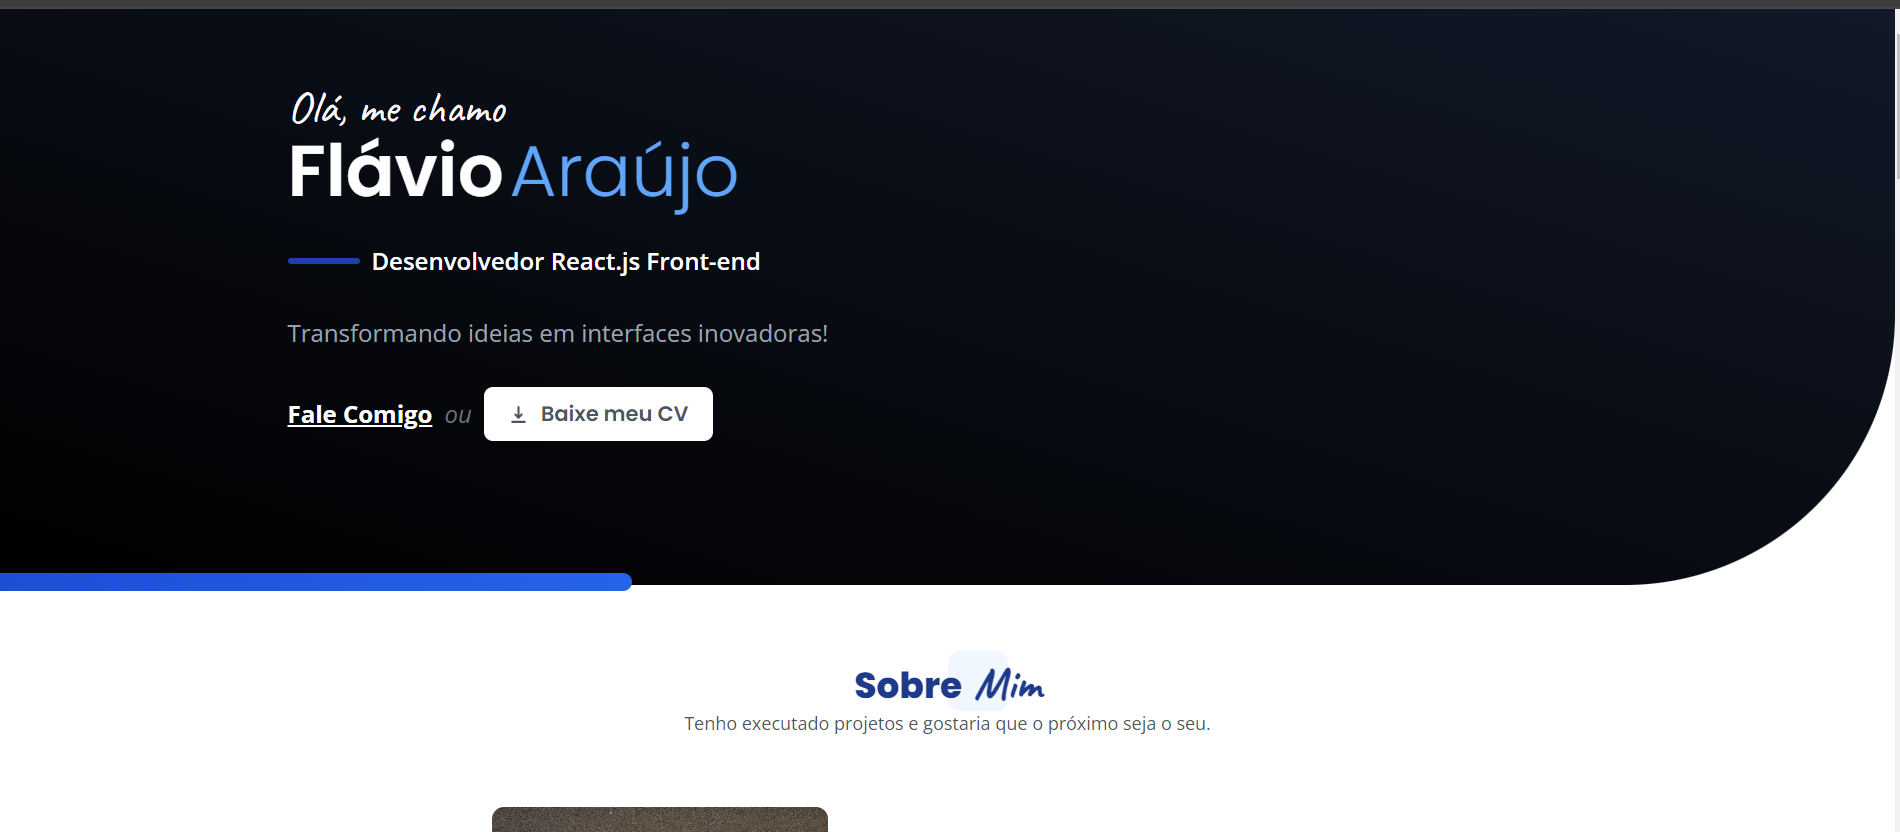 Olá, me chamo
Flávio Araújo
Desenvolvedor React.js Front-end
Transformando ideias em interfaces inovadoras!
Fale Comigo ou Baixe meu CV
Sobre Mim
Tenho executado projetos e gostaria que o próximo seja o seu.